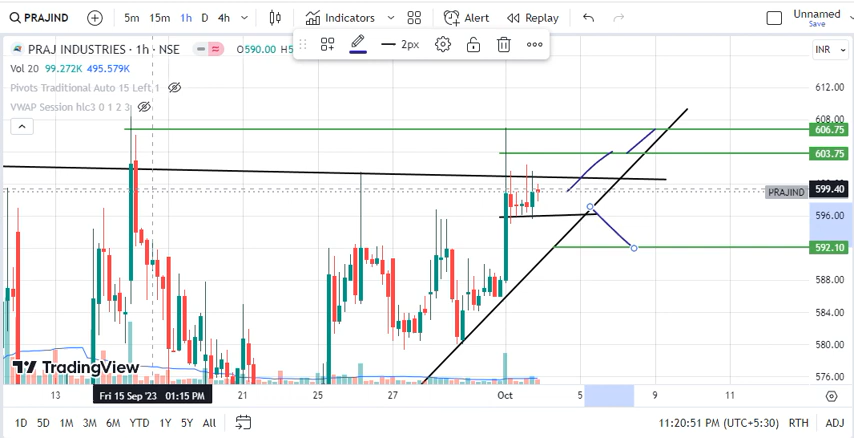 PRAJIND 5m 15m 1h D 4h Indicators Alert Replay Unnamed
Save
PRAJ INDUSTRIES · 1h · NSE O590.00 H5
2px
INR
Vol 20 99.272K 495.579K
Pivots Traditional Auto 15 Left 1
VWAP Session hlc3 0 1 2 3
612.00
608.00
606.75
603.75
PRAJIND 599.40
596.00
592.10
588.00
584.00
580.00
576.00
TradingView
13 Fri 15 Sep '23 01:15 PM 21 25 27 Oct 5 9 11
1D 5D 1M 3M 6M YTD 1Y 5Y All 11:20:51 (UTC+5:30) RTH ADJ